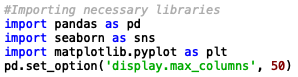 #Importing necessary libraries
import pandas as pd
import seaborn as sns
import matplotlib.pyplot as plt
pd.set_option('display.max_columns', 50)